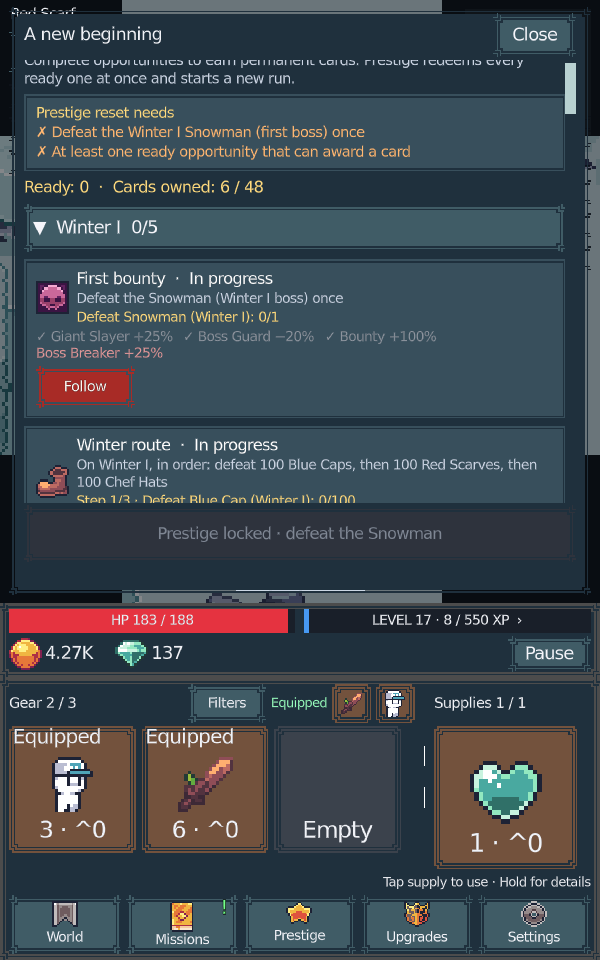 Red Scarf
A new beginning
Close
Complete opportunities to earn permanent cards. Prestige redeems every
ready one at once and starts a new run.
Prestige reset needs
✗ Defeat the Winter I Snowman (first boss) once
✗ At least one ready opportunity that can award a card
Ready: 0 · Cards owned: 6 / 48
▼ Winter I 0/5
First bounty · In progress
Defeat the Snowman (Winter I boss) once
Defeat Snowman (Winter I): 0/1
✓ Giant Slayer +25% ✓ Boss Guard −20% ✓ Bounty +100%
Boss Breaker +25%
Follow
Winter route · In progress
On Winter I, in order: defeat 100 Blue Caps, then 100 Red Scarves, then
100 Chef Hats
Step 1/3 · Defeat Blue Cap (Winter I): 0/100
Prestige locked · defeat the Snowman
HP 183 / 188
LEVEL 17 · 8 / 550 XP ›
4.27K
137
Pause
Gear 2 / 3
Filters
Equipped
Supplies 1 / 1
Equipped
Equipped
3 · ^0
6 · ^0
Empty
1 · ^0
Tap supply to use · Hold for details
World
Missions
!
Prestige
Upgrades
Settings